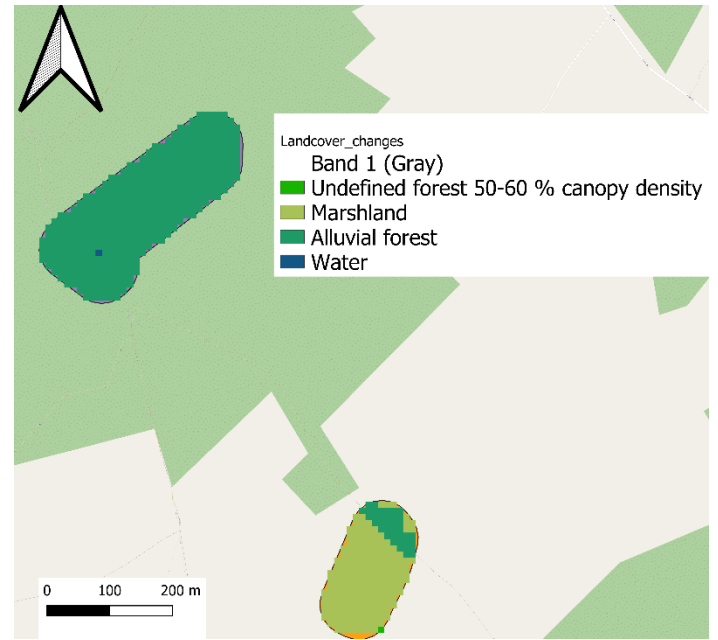 Landcover_changes
Band 1 (Gray)
Undefined forest 50-60 % canopy density
Marshland
Alluvial forest
Water
0 100 200 m